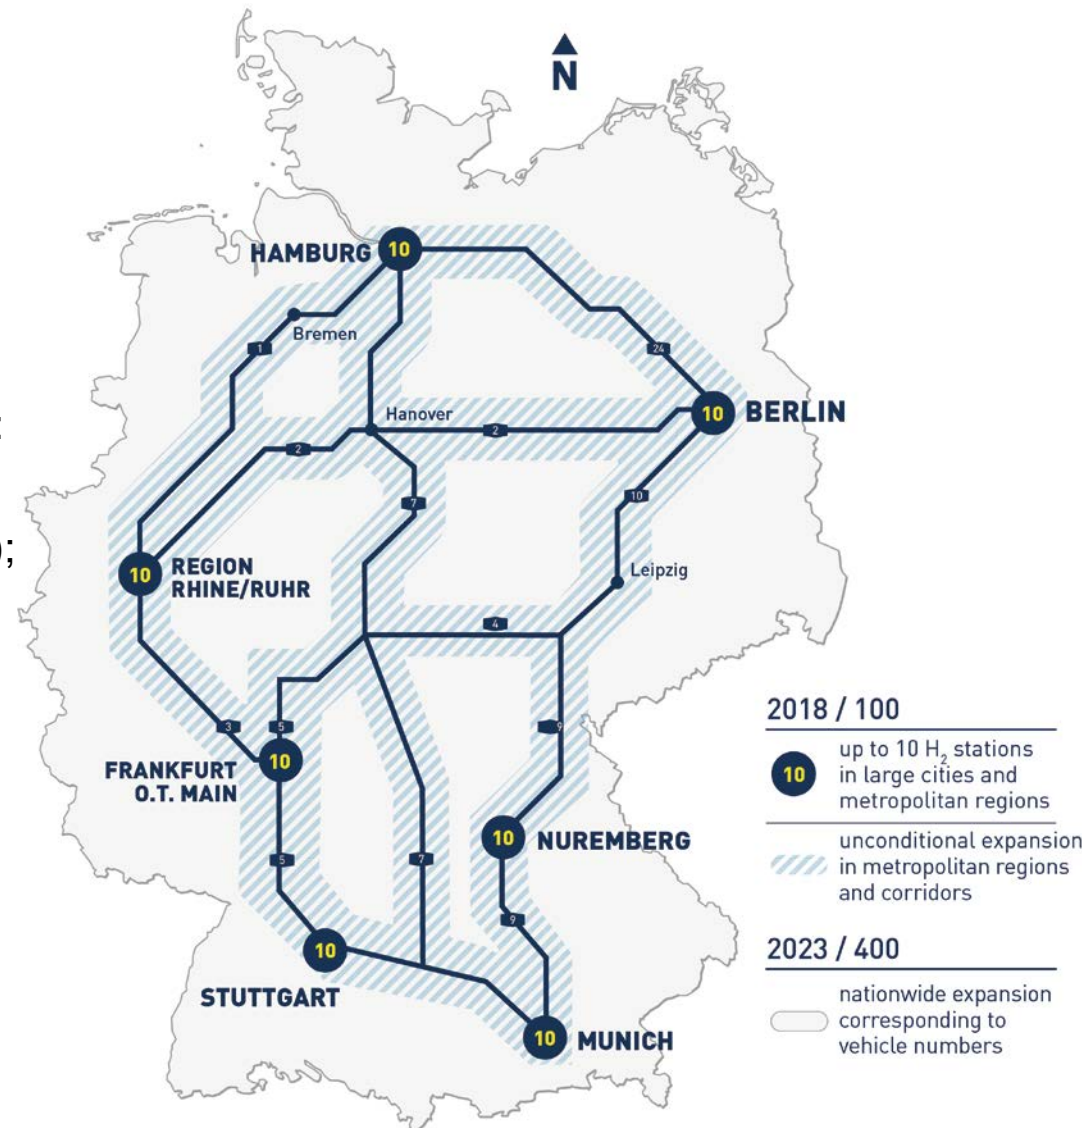 N
HAMBURG
10
Bremen
1
24
Hanover
BERLIN
10
2
2
7
10
REGION
RHINE/RUHR
10
Leipzig
4
3
5
9
FRANKFURT
O.T. MAIN
10
NUREMBERG
10
5
7
9
STUTTGART
10
MUNICH
10
2018 / 100
10
up to 10 H₂ stations
in large cities and
metropolitan regions
unconditional expansion
in metropolitan regions
and corridors
2023 / 400
nationwide expansion
corresponding to
vehicle numbers
);